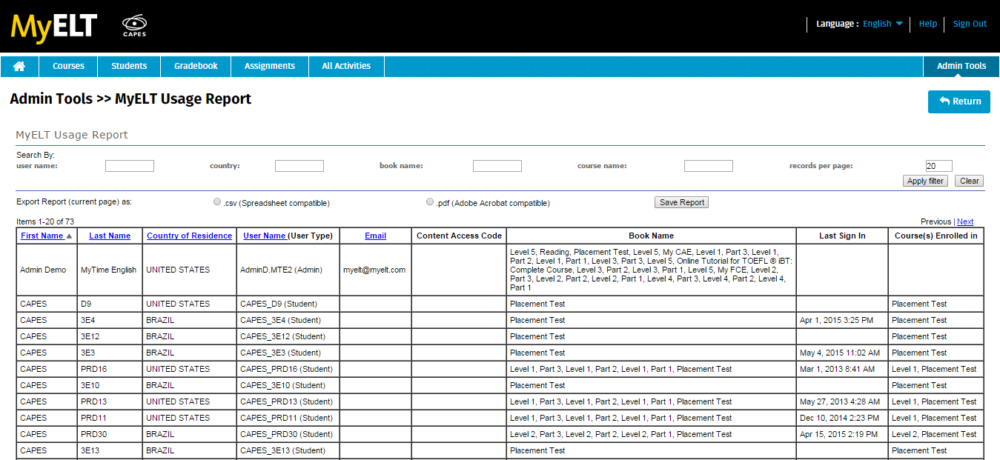 MyELT CAPES Language : English Help Sign Out
Courses Students Gradebook Assignments All Activities Admin Tools
Admin Tools >> MyELT Usage Report
Return
MyELT Usage Report
Search By:
user name: country: book name: course name: records per page: 20
Apply filter Clear
Export Report (current page) as: .csv (Spreadsheet compatible) .pdf (Adobe Acrobat compatible) Save Report
Items 1-20 of 73 Previous | Next
First Name Last Name Country of Residence User Name (User Type) Email Content Access Code Book Name Last Sign In Course(s) Enrolled in
Admin Demo MyTime English UNITED STATES AdminD.MTE2 (Admin) myelt@myelt.com
Level 5, Reading, Placement Test, Level 5, My CAE, Level 1, Part 3, Level 1,
Part 2, Level 1, Part 1, Level 3, Part 3, Level 5, Online Tutorial for TOEFL ® iBT:
Complete Course, Level 3, Part 2, Level 3, Part 1, Level 5, My FCE, Level 2,
Part 3, Level 2, Part 2, Level 2, Part 1, Level 4, Part 3, Level 4, Part 2, Level 4,
Part 1
CAPES D9 UNITED STATES CAPES_D9 (Student) Placement Test Placement Test
CAPES 3E4 BRAZIL CAPES_3E4 (Student) Placement Test Apr 1, 2015 3:25 PM Placement Test
CAPES 3E12 BRAZIL CAPES_3E12 (Student) Placement Test Placement Test
CAPES 3E3 BRAZIL CAPES_3E3 (Student) Placement Test May 4, 2015 11:02 AM Placement Test
CAPES PRD16 UNITED STATES CAPES_PRD16 (Student) Level 1, Part 3, Level 1, Part 2, Level 1, Part 1, Placement Test Mar 1, 2013 8:41 AM Level 1, Placement Test
CAPES 3E10 BRAZIL CAPES_3E10 (Student) Placement Test Placement Test
CAPES PRD13 UNITED STATES CAPES_PRD13 (Student) Level 1, Part 3, Level 1, Part 2, Level 1, Part 1, Placement Test May 27, 2013 4:28 AM Level 1, Placement Test
CAPES PRD11 UNITED STATES CAPES_PRD11 (Student) Level 1, Part 3, Level 1, Part 2, Level 1, Part 1, Placement Test Dec 10, 2014 2:23 PM Level 1, Placement Test
CAPES PRD30 BRAZIL CAPES_PRD30 (Student) Level 2, Part 3, Level 2, Part 2, Level 2, Part 1, Placement Test Apr 15, 2015 2:19 PM Level 2, Placement Test
CAPES 3E13 BRAZIL CAPES_3E13 (Student) Placement Test Placement Test